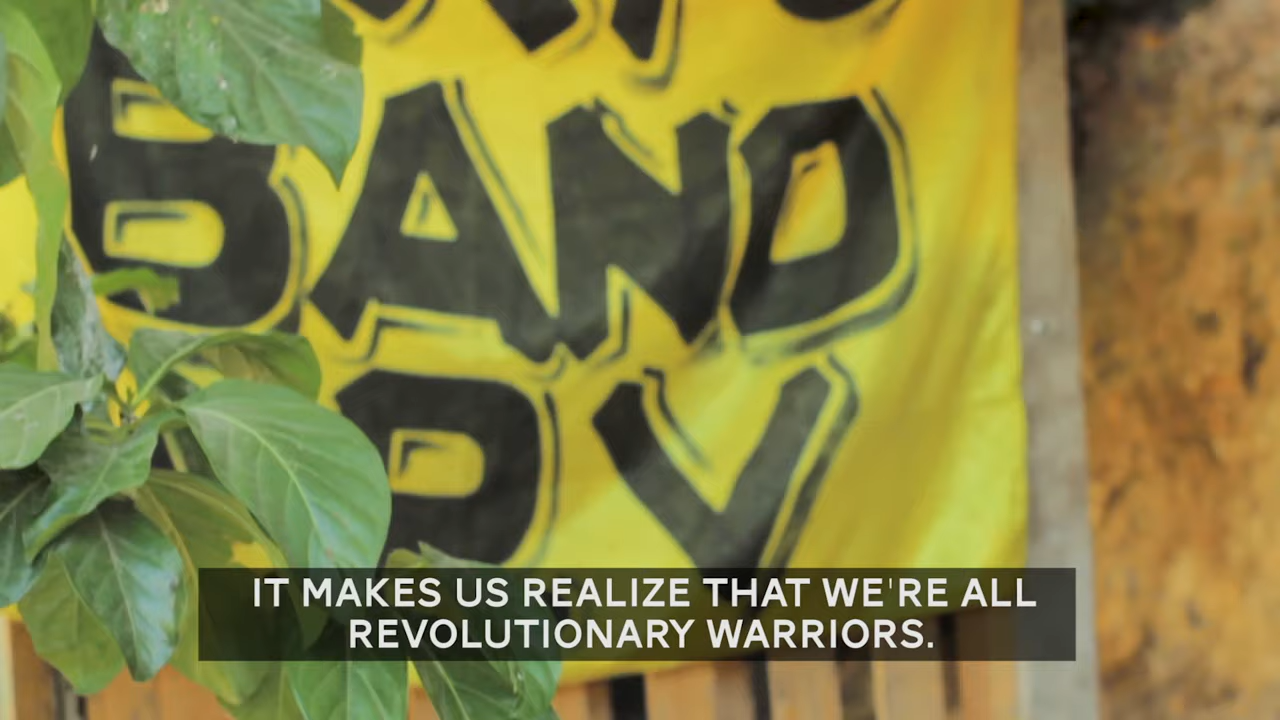 BAND
IT MAKES US REALIZE THAT WE'RE ALL
REVOLUTIONARY WARRIORS.